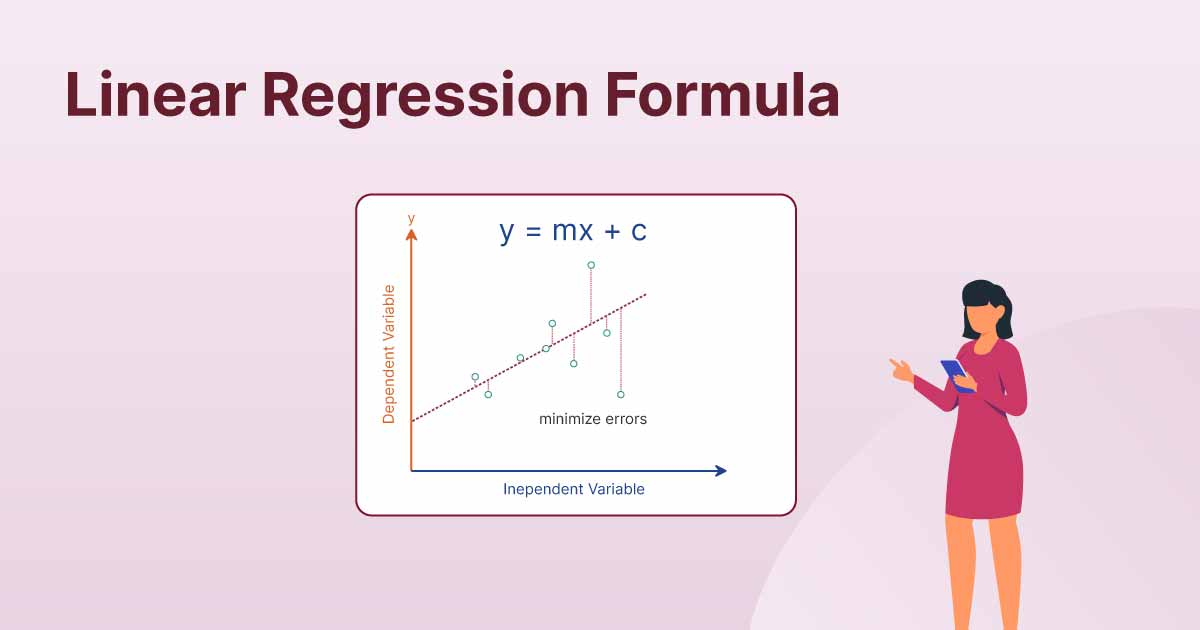 Linear Regression Formula
y
y = mx + c
Dependent Variable
minimize errors
Inependent Variable